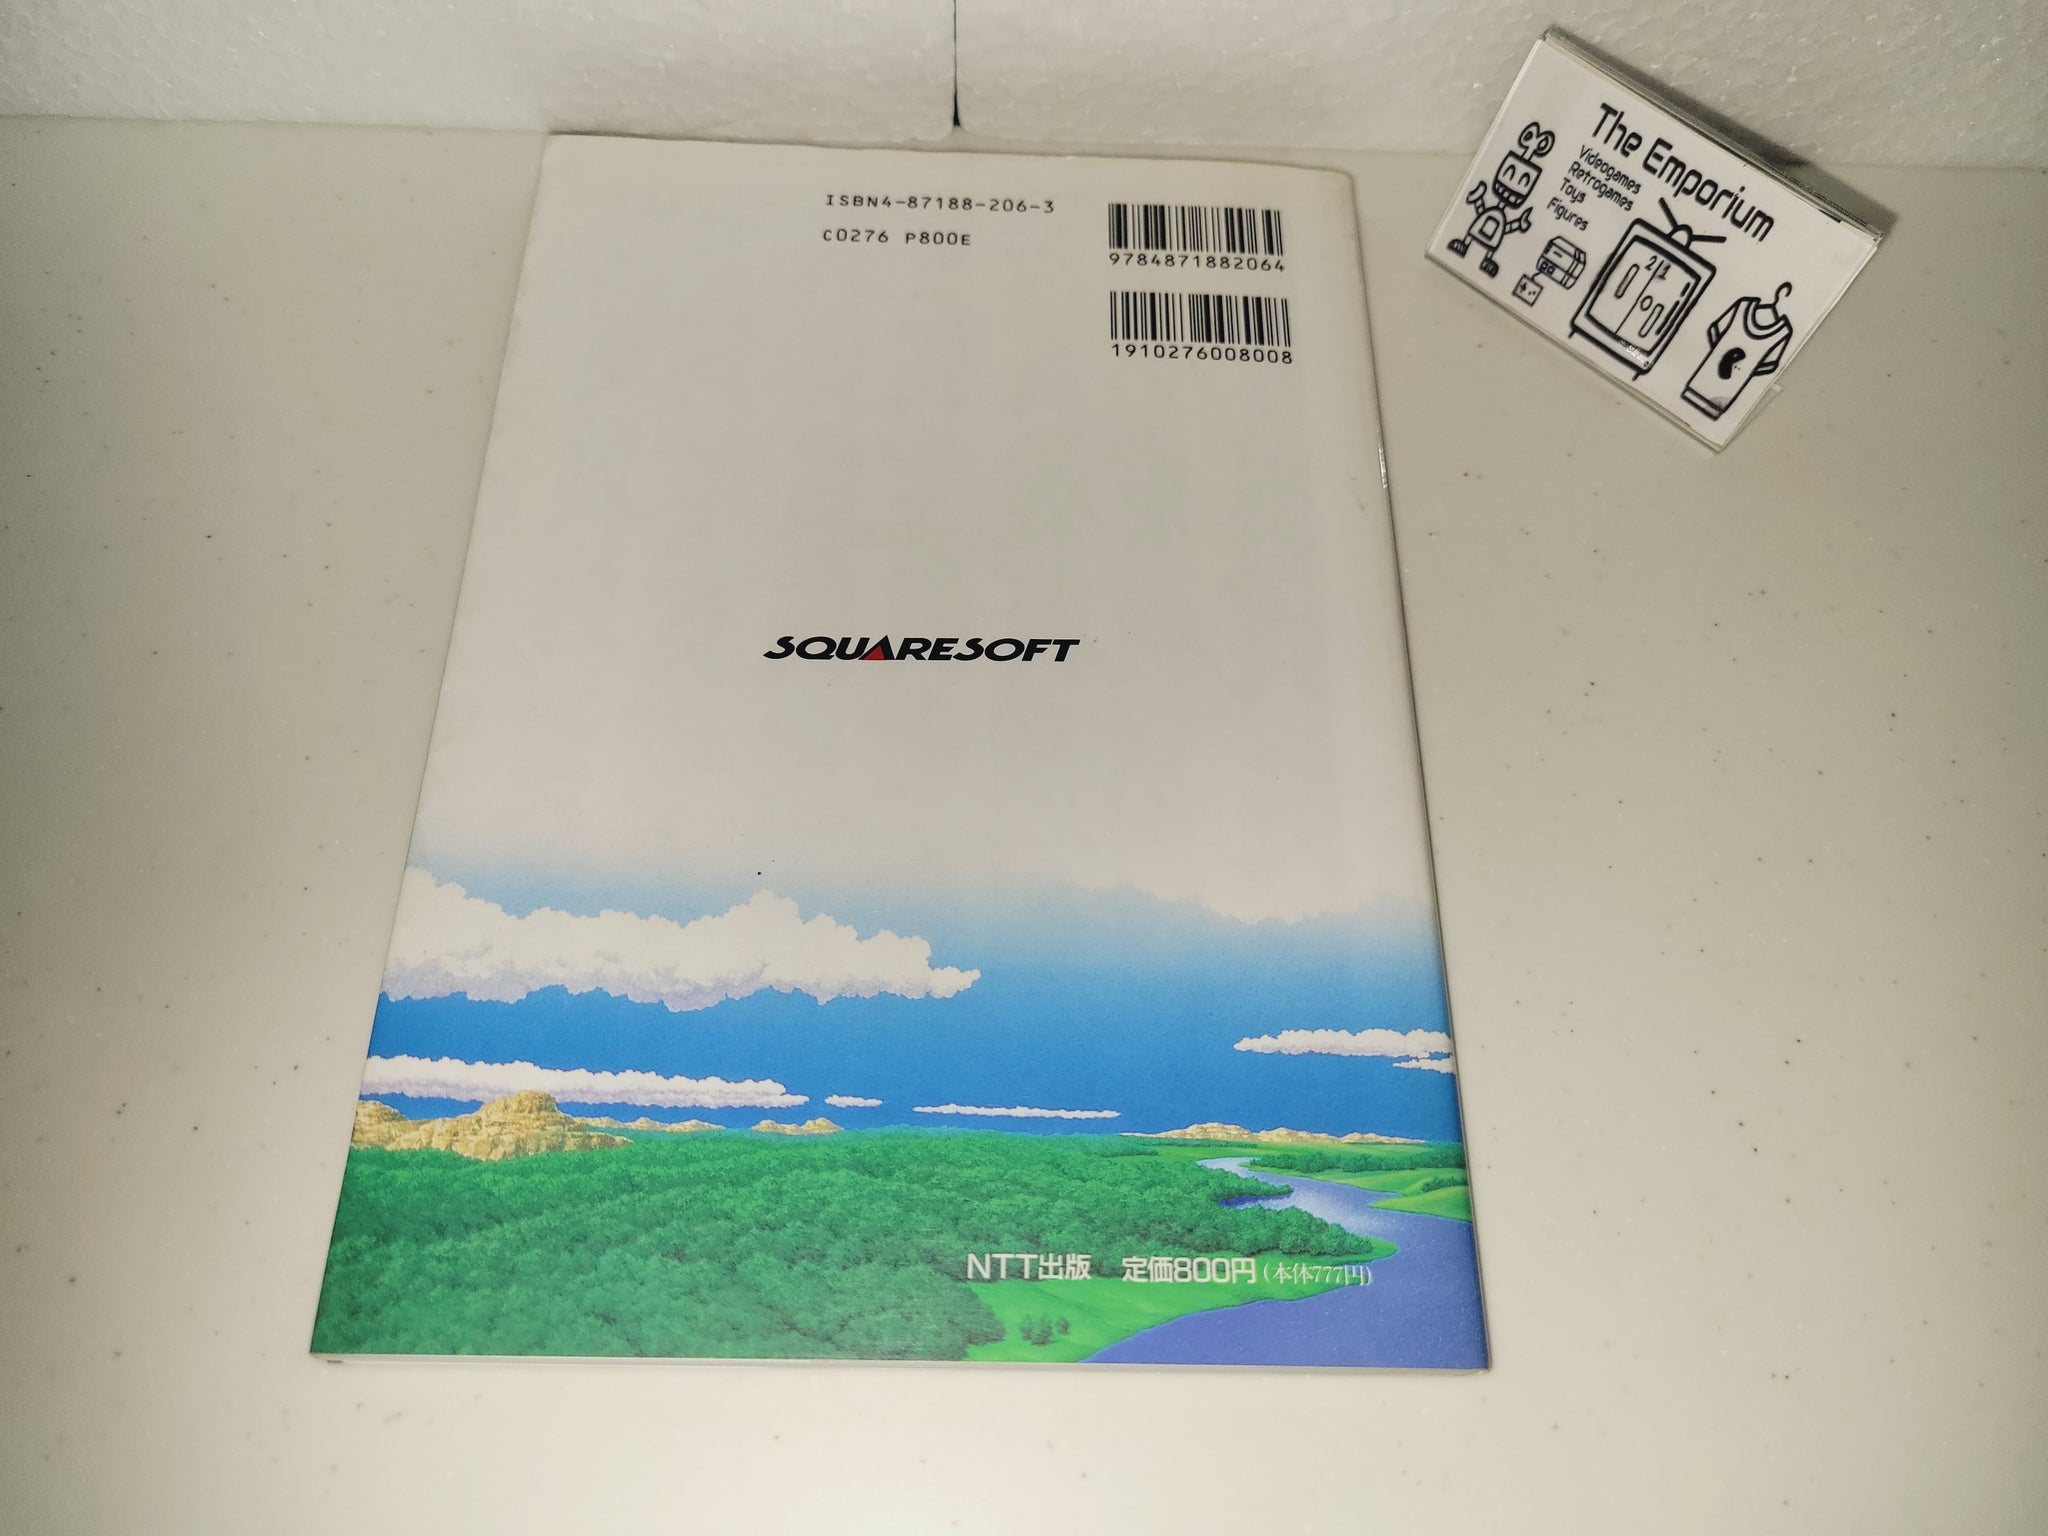 ISBN4-87188-206-3
C0276 P800E
9784871882064
1910276008008
SQUARESOFT
NTT出版 定価800円(本体777円)
The Emporium
Videogames
Retrogames
Toys
Figures
21